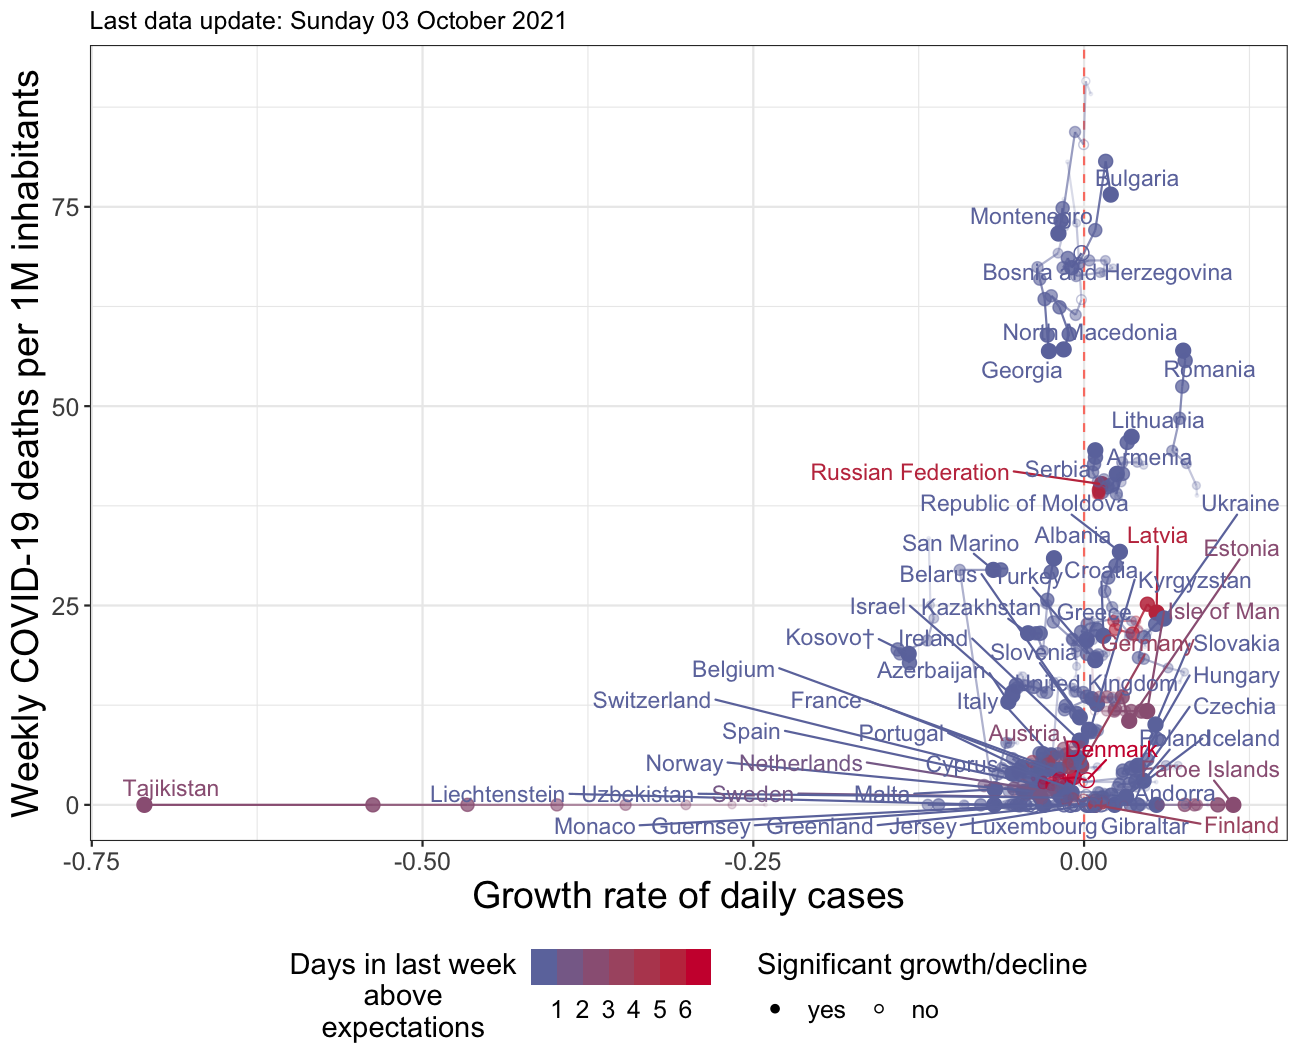 Last data update: Sunday 03 October 2021
Weekly COVID-19 deaths per 1M inhabitants
75
50
25
0
Bulgaria
Montenegro
Bosnia and Herzegovina
North Macedonia
Georgia
Romania
Lithuania
Armenia
Serbia
Russian Federation
Republic of Moldova
Ukraine
Albania
Latvia
San Marino
Estonia
Belarus
Turkey
Croatia
Kyrgyzstan
Israel
Kazakhstan
Greece
Isle of Man
Kosovo†
Ireland
Germany
Slovakia
Slovenia
Belgium
Azerbaijan
Hungary
United Kingdom
Switzerland
France
Italy
Czechia
Spain
Portugal
Austria
Poland
Iceland
Denmark
Norway
Netherlands
Cyprus
Faroe Islands
Tajikistan
Liechtenstein
Uzbekistan
Sweden
Malta
Andorra
Monaco
Guernsey
Greenland
Jersey
Luxembourg
Gibraltar
Finland
-0.75
-0.50
-0.25
0.00
Growth rate of daily cases
Days in last week
above
expectations
1 2 3 4 5 6
Significant growth/decline
yes
no